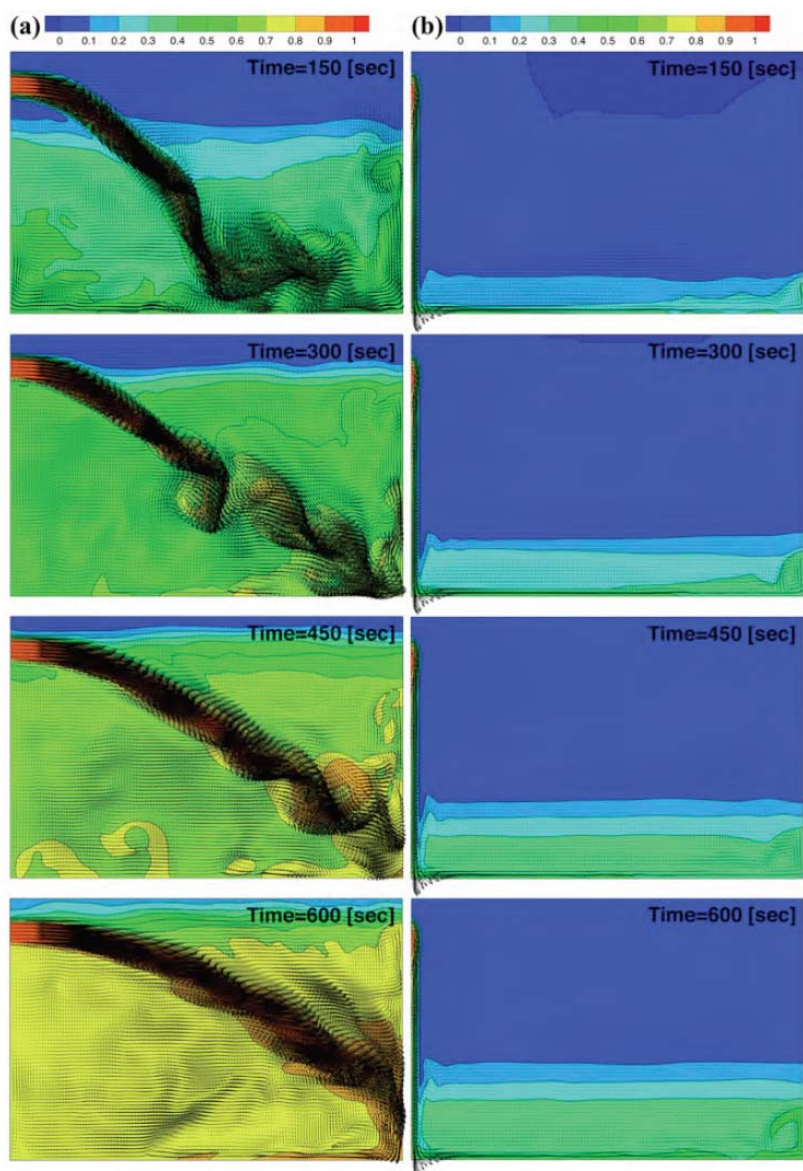 (a) (b)
0 0.1 0.2 0.3 0.4 0.5 0.6 0.7 0.8 0.9 1 0 0.1 0.2 0.3 0.4 0.5 0.6 0.7 0.8 0.9 1
Time=150 [sec] Time=150 [sec]
Time=300 [sec] Time=300 [sec]
Time=450 [sec] Time=450 [sec]
Time=600 [sec] Time=600 [sec]